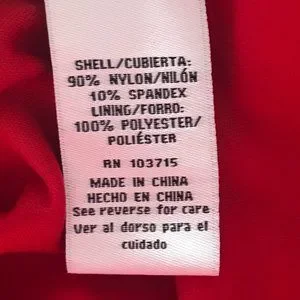 SHELL/CUBIERTA:
90% NYLON/NILÓN
10% SPANDEX
LINING/FORRO:
100% POLYESTER/
POLIÉSTER
RN 103715
MADE IN CHINA
HECHO EN CHINA
See reverse for care
Ver al dorso para el
cuidado